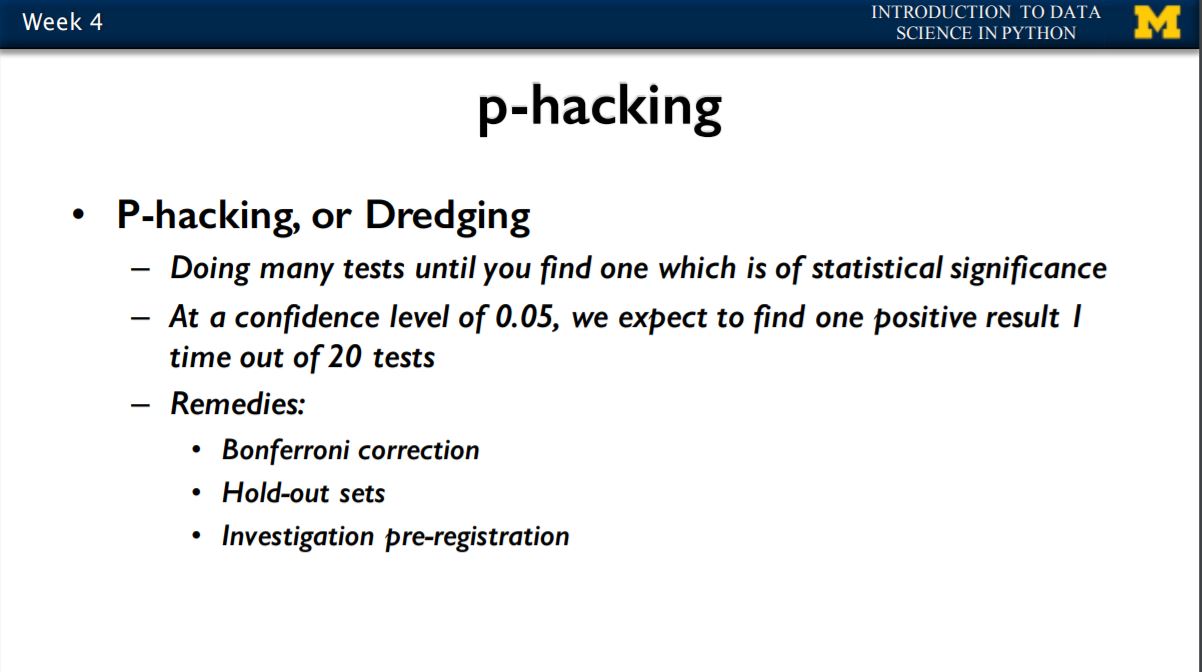 Week 4
INTRODUCTION TO DATA
SCIENCE IN PYTHON
M
p-hacking
• P-hacking, or Dredging
– Doing many tests until you find one which is of statistical significance
– At a confidence level of 0.05, we expect to find one positive result 1
time out of 20 tests
– Remedies:
• Bonferroni correction
• Hold-out sets
• Investigation pre-registration